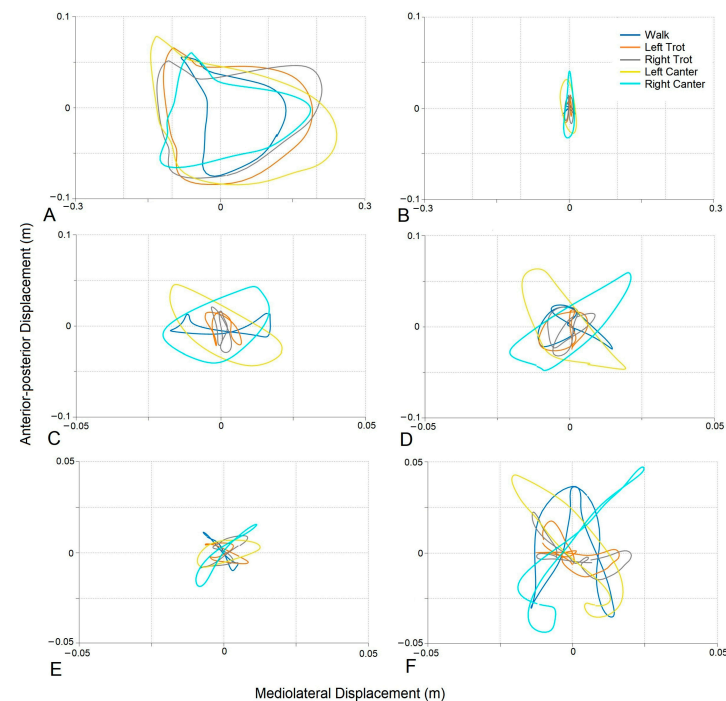 0.1
0
−0.1
−0.3
0
0.3
A
0.1
0
−0.1
−0.3
0
0.3
B
Walk
Left Trot
Right Trot
Left Canter
Right Canter
0.1
0
−0.1
−0.05
0
0.05
C
0.1
0
−0.1
−0.05
0
0.05
D
0.05
0
−0.05
−0.05
0
0.05
E
0.05
0
−0.05
−0.05
0
0.05
F
Anterior-posterior Displacement (m)
Mediolateral Displacement (m)